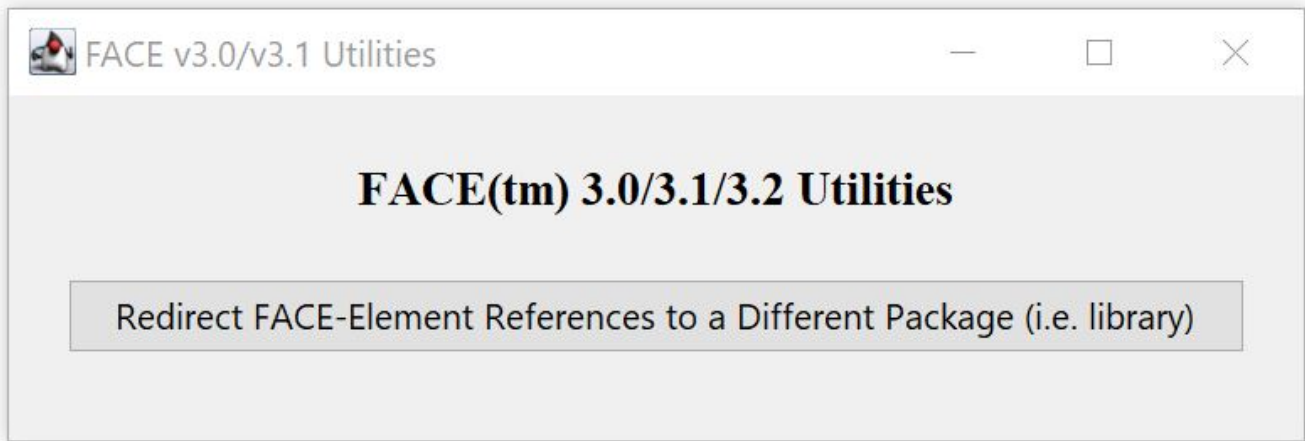 FACE v3.0/v3.1 Utilities
FACE(tm) 3.0/3.1/3.2 Utilities
Redirect FACE-Element References to a Different Package (i.e. library)